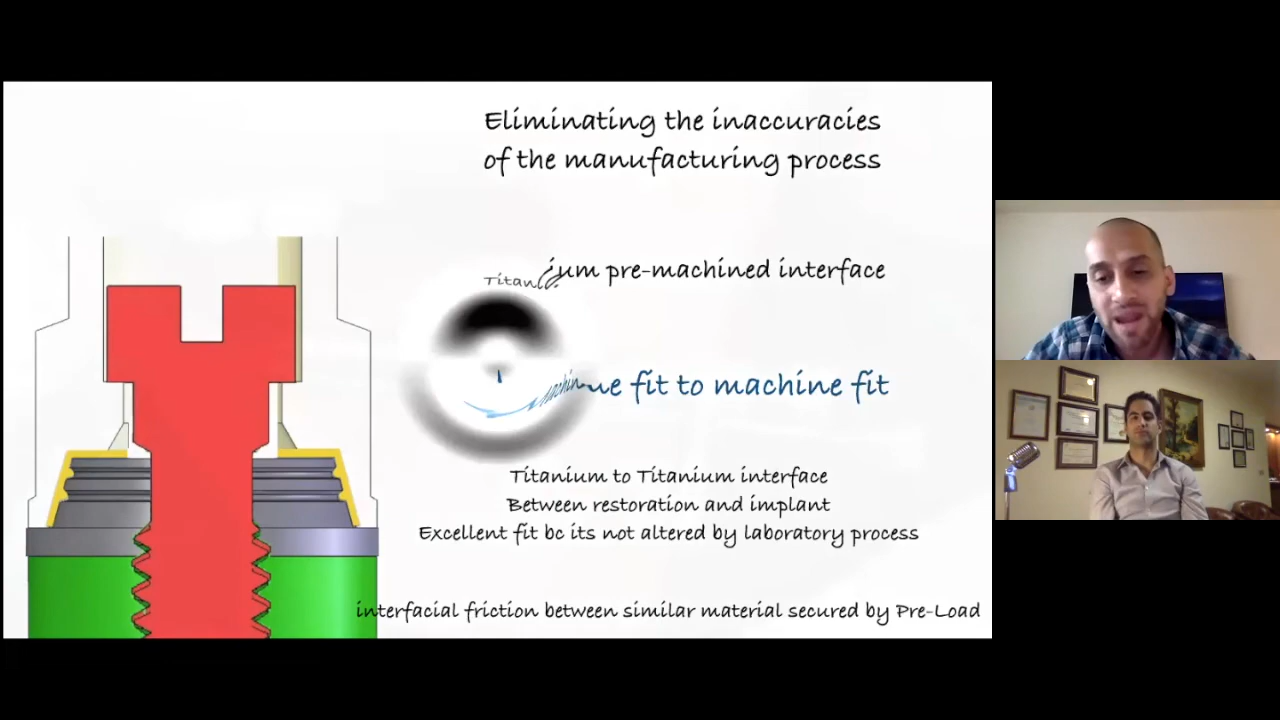 Eliminating the inaccuracies
of the manufacturing process
Titanium pre-machined interface
Machine fit to machine fit
Titanium to Titanium interface
Between restoration and implant
Excellent fit bc its not altered by laboratory process
interfacial friction between similar material secured by Pre-Load